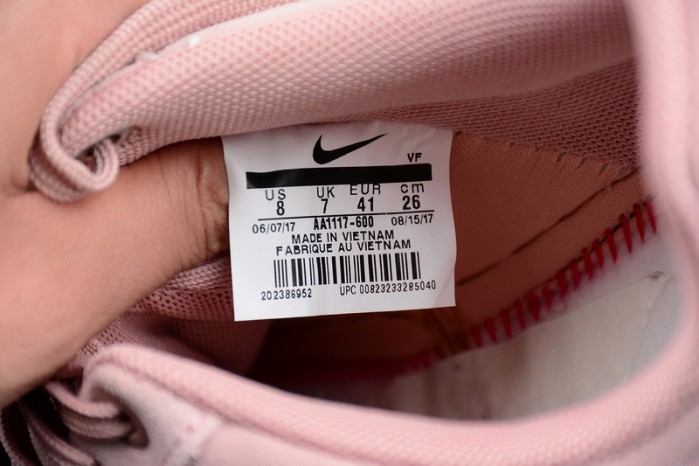 VF
US UK EUR cm
8 7 41 26
06/07/17 AA1117-600 08/15/17
MADE IN VIETNAM
FABRIQUE AU VIETNAM
202386952 UPC 00823233285040